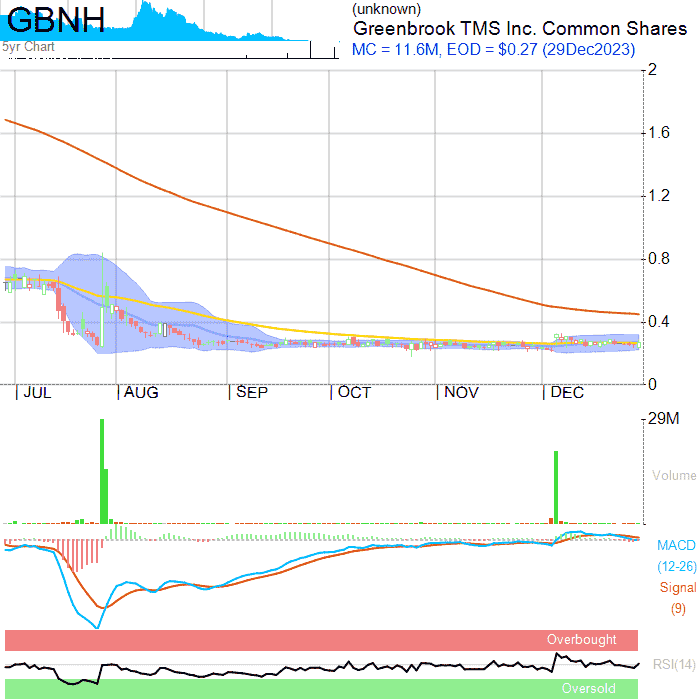 GBNH
5yr Chart
(unknown)
Greenbrook TMS Inc. Common Shares
MC = 11.6M, EOD = $0.27 (29Dec2023)
2
1.6
1.2
0.8
0.4
0
JUL AUG SEP OCT NOV DEC
29M
Volume
MACD
(12-26)
Signal
(9)
Overbought
RSI(14)
Oversold